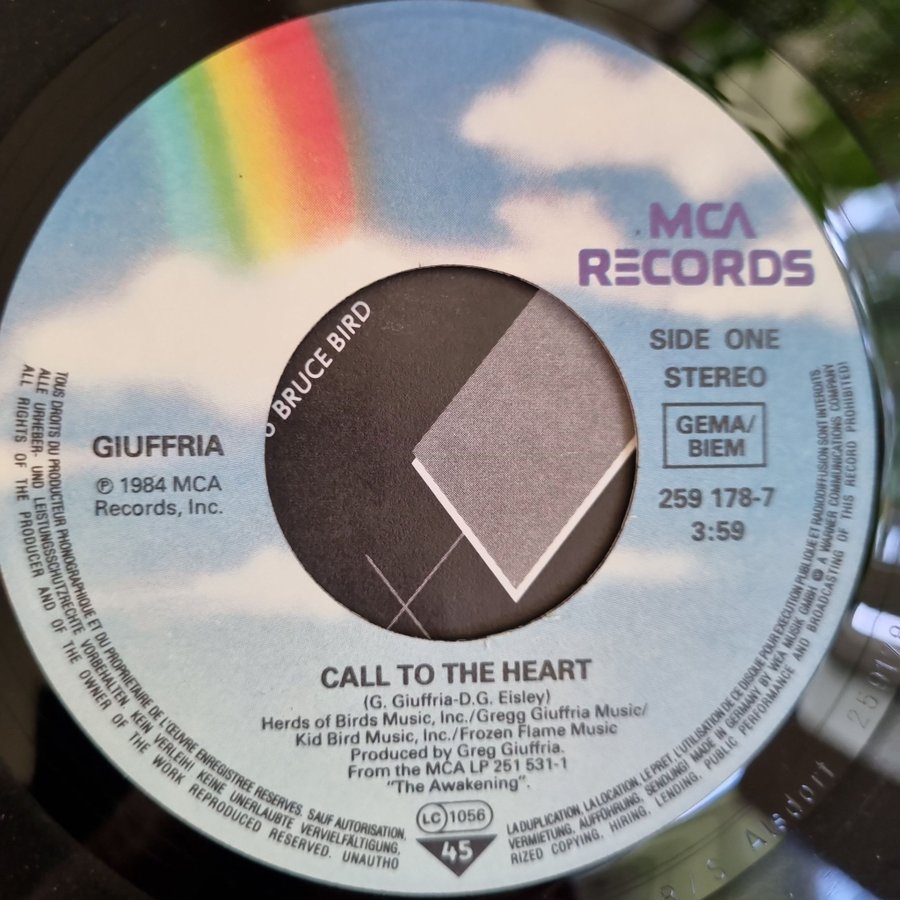 MCA
RECORDS
SIDE ONE
STEREO
GEMA/
BIEM
259 178-7
3:59
BRUCE BIRD
GIUFFRIA
℗ 1984 MCA
Records, Inc.
CALL TO THE HEART
(G. Giuffria-D.G. Eisley)
Herds of Birds Music, Inc./Gregg Giuffria Music/
Kid Bird Music, Inc./Frozen Flame Music
Produced by Greg Giuffria.
From the MCA LP 251 531-1
"The Awakening".
LC 1056
45
TOUS DROITS DU PRODUCTEUR PHONOGRAPHIQUE ET DU PROPRIETAIRE DE L'ŒUVRE ENREGISTREE RESERVES. SAUF AUTORISATION,
LA DUPLICATION, LA LOCATION, LE PRET, L'UTILISATION DE CE DISQUE POUR EXECUTION PUBLIQUE ET RADIODIFFUSION SONT INTERDITS.
ALLE URHEBER- UND LEISTUNGSSCHUTZRECHTE VORBEHALTEN. KEIN VERLEIH! KEINE UNERLAUBTE VERVIELFÄLTIGUNG,
VERMIETUNG, AUFFÜHRUNG, SENDUNG! MADE IN GERMANY BY WEA MUSIK GMBH A WARNER COMMUNICATIONS COMPANY
ALL RIGHTS OF THE PRODUCER AND OF THE OWNER OF THE WORK REPRODUCED RESERVED. UNAUTHO
RIZED COPYING, HIRING, LENDING, PUBLIC PERFORMANCE AND BROADCASTING OF THIS RECORD PROHIBITED!
R/S Alsdorf